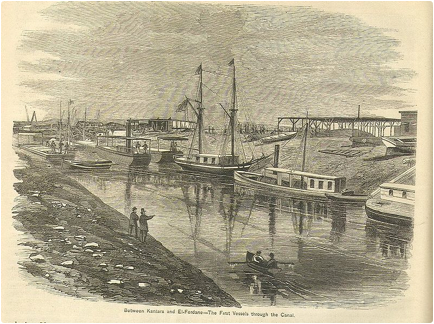 Between Kantara and El-Ferdane—The First Vessels through the Canal.